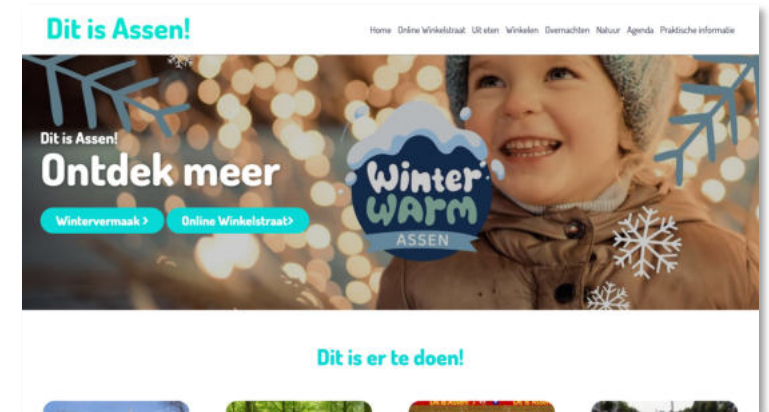 Dit is Assen!
Home Online Winkelstraat Uit eten Winkelen Overnachten Natuur Agenda Praktische informatie
Dit is Assen!
Ontdek meer
Wintervermaak >
Online Winkelstraat>
Winter
WArm
ASSEN
Dit is er te doen!